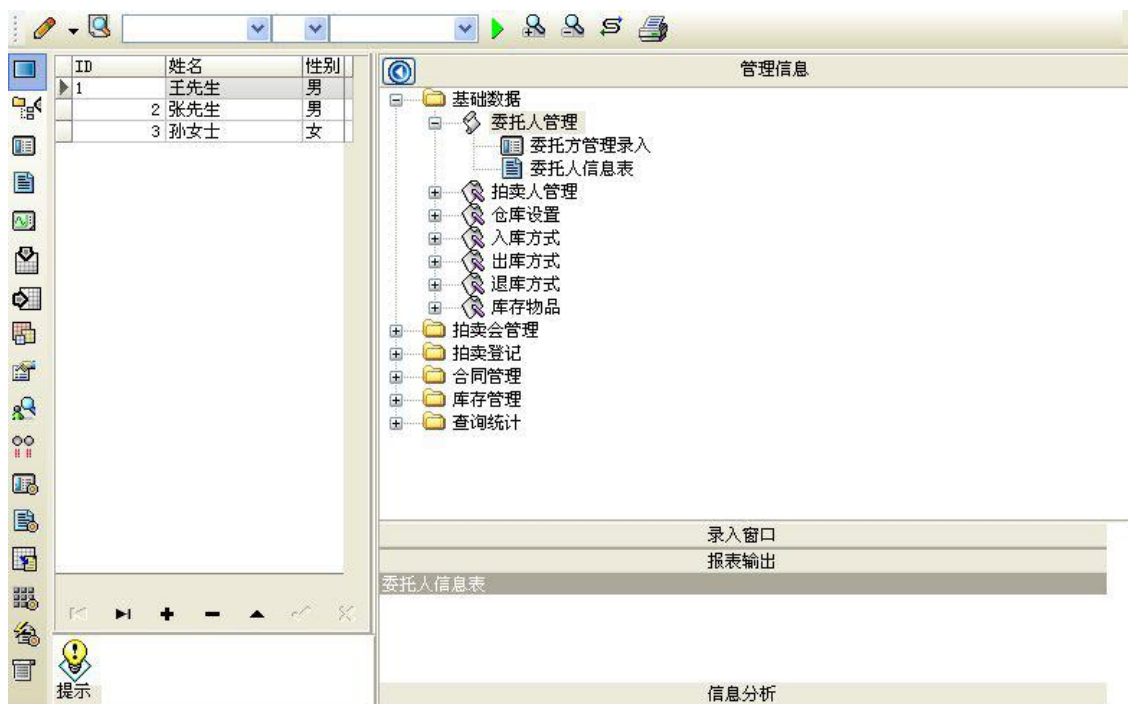 ID 姓名 性别
1 王先生 男
2 张先生 男
3 孙女士 女
提示
管理信息
基础数据
委托人管理
委托方管理录入
委托人信息表
拍卖人管理
仓库设置
入库方式
出库方式
退库方式
库存物品
拍卖会管理
拍卖登记
合同管理
库存管理
查询统计
录入窗口
报表输出
委托人信息表
信息分析